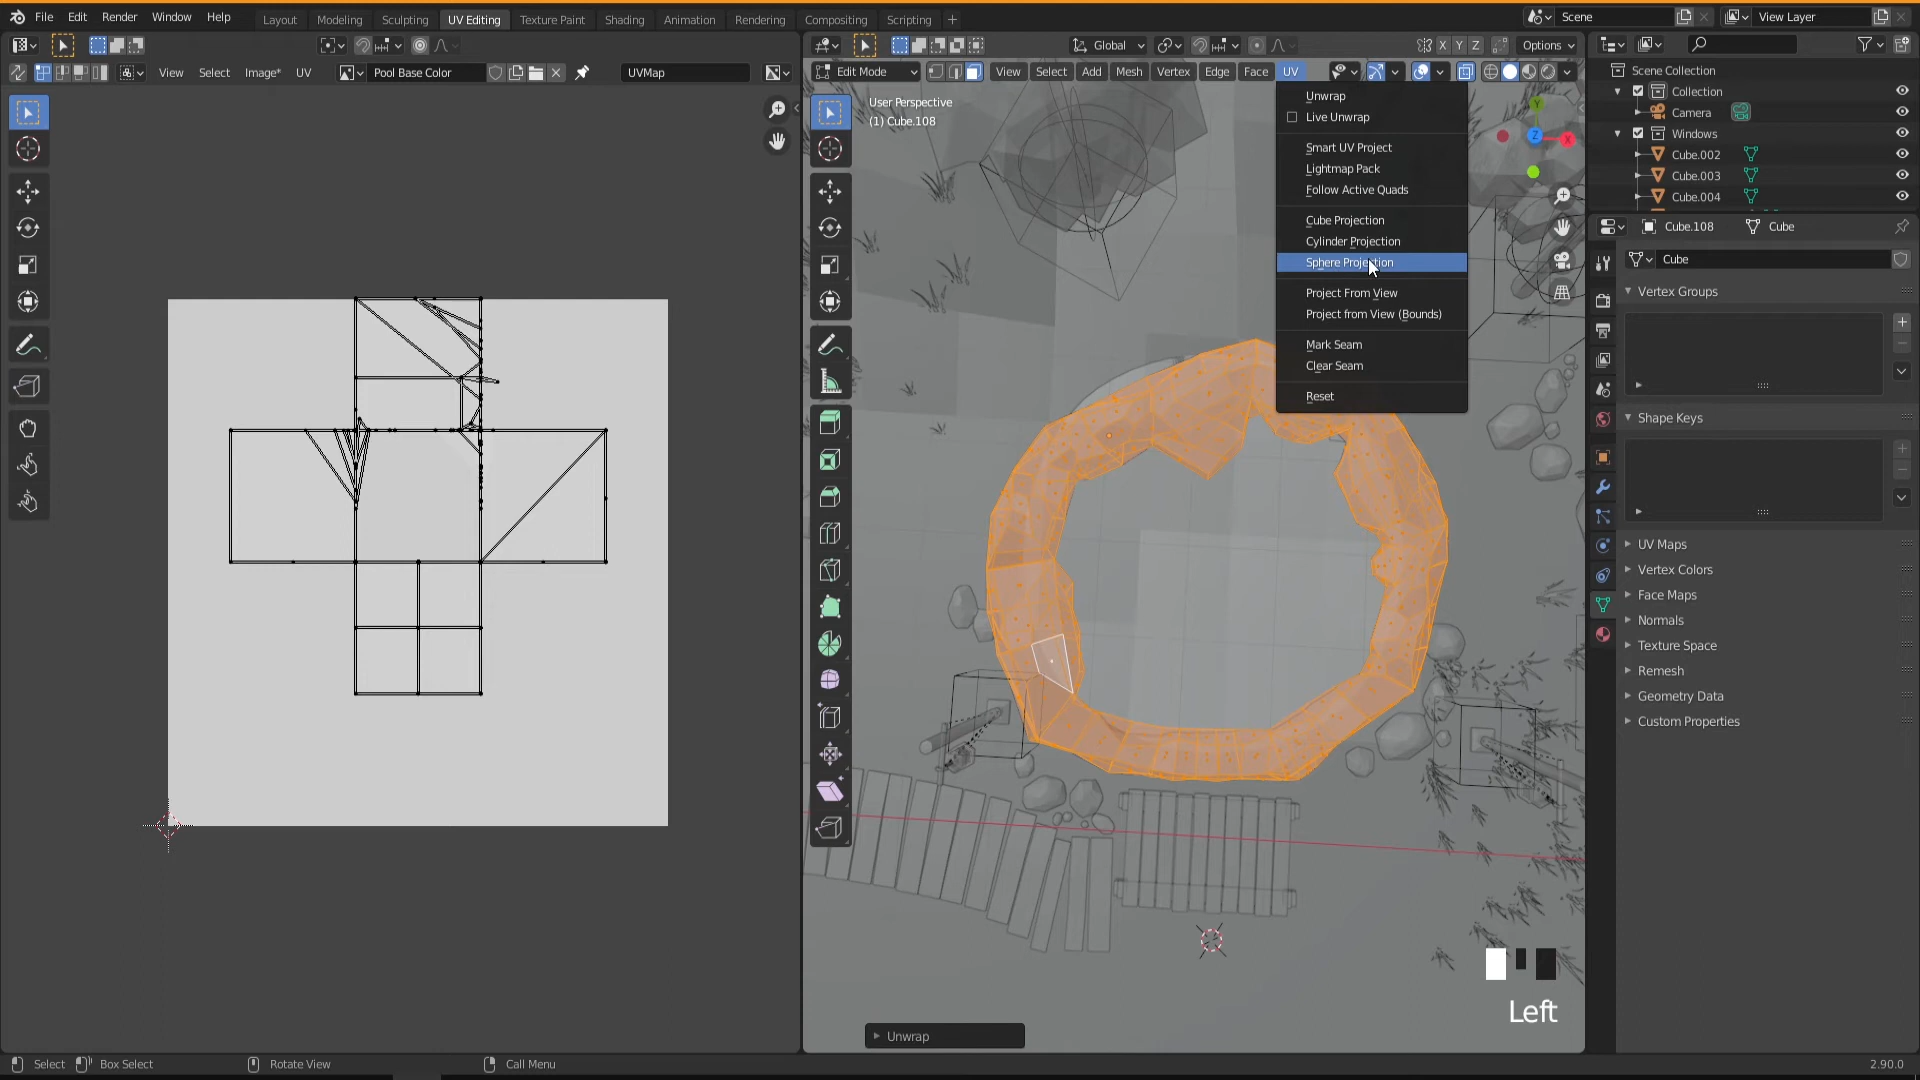 File Edit Render Window Help
Layout Modeling Sculpting UV Editing Texture Paint Shading Animation Rendering Compositing Scripting +
Scene
View Layer
Global
X Y Z
Options
View Select Image* UV
Pool Base Color
UVMap
Edit Mode
View Select Add Mesh Vertex Edge Face UV
User Perspective
(1) Cube.108
Unwrap
Live Unwrap
Smart UV Project
Lightmap Pack
Follow Active Quads
Cube Projection
Cylinder Projection
Sphere Projection
Project From View
Project from View (Bounds)
Mark Seam
Clear Seam
Reset
Y
Z
X
Scene Collection
Collection
Camera
Windows
Cube.002
Cube.003
Cube.004
Cube.108 Cube
Cube
Vertex Groups
Shape Keys
UV Maps
Vertex Colors
Face Maps
Normals
Texture Space
Remesh
Geometry Data
Custom Properties
Left
Unwrap
Select Box Select Rotate View Call Menu
2.90.0